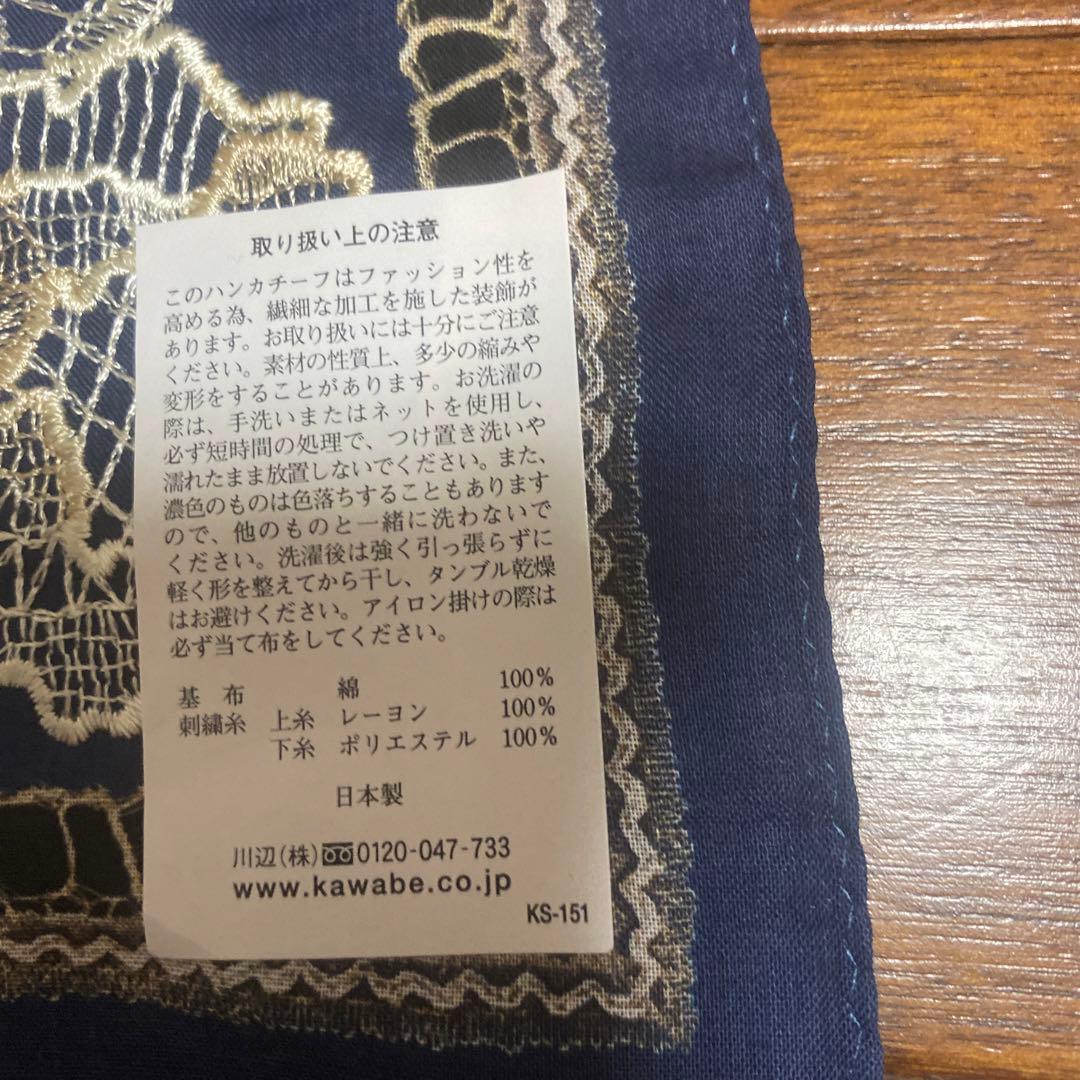 取り扱い上の注意
このハンカチーフはファッション性を
高める為、繊細な加工を施した装飾が
あります。お取り扱いには十分にご注意
ください。素材の性質上、多少の縮みや
変形をすることがあります。お洗濯の
際は、手洗いまたはネットを使用し、
必ず短時間の処理で、つけ置き洗いや
濡れたまま放置しないでください。また、
濃色のものは色落ちすることもあります
ので、他のものと一緒に洗わないで
ください。洗濯後は強く引っ張らずに
軽く形を整えてから干し、タンブル乾燥
はお避けください。アイロン掛けの際は
必ず当て布をしてください。
基 布 綿 100%
刺繍糸 上糸 レーヨン 100%
下糸 ポリエステル 100%
日本製
川辺(株)0120-047-733
www.kawabe.co.jp
KS-151